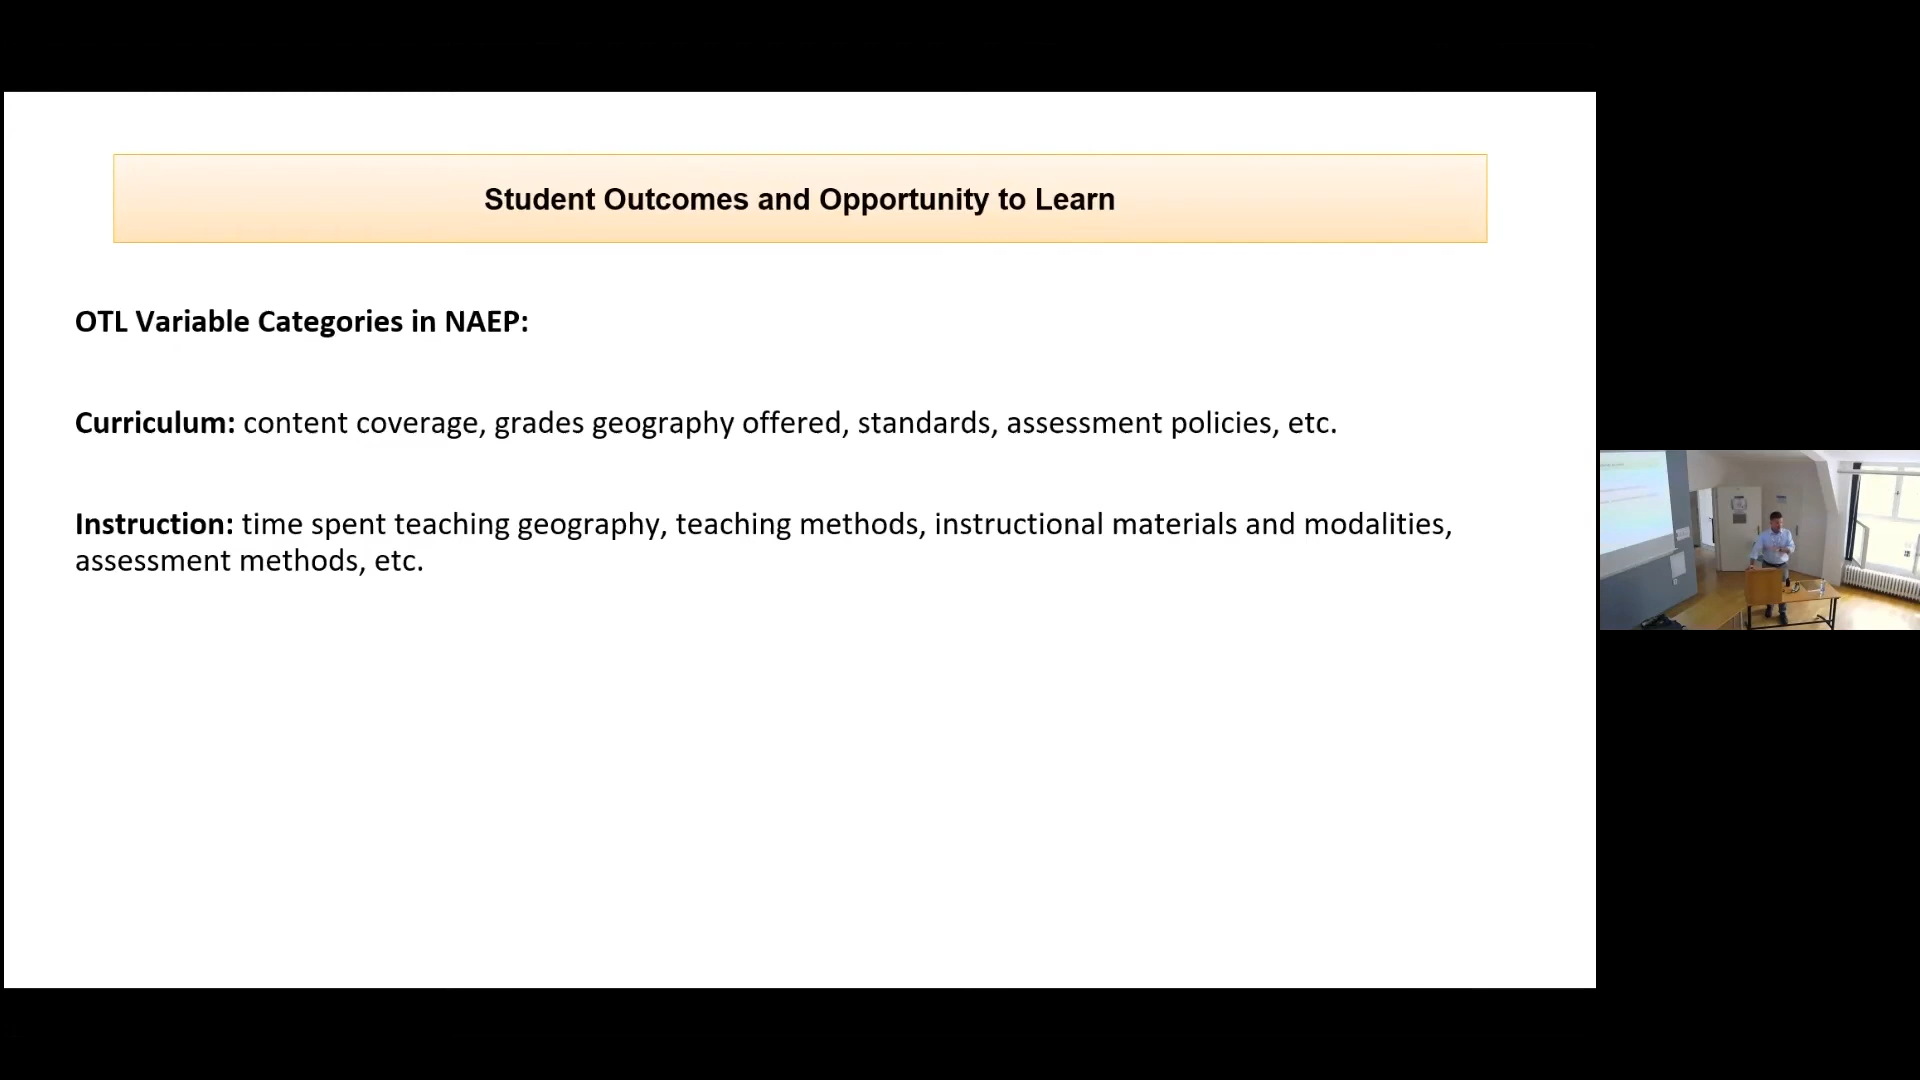 Student Outcomes and Opportunity to Learn
OTL Variable Categories in NAEP:
Curriculum: content coverage, grades geography offered, standards, assessment policies, etc.
Instruction: time spent teaching geography, teaching methods, instructional materials and modalities,
assessment methods, etc.